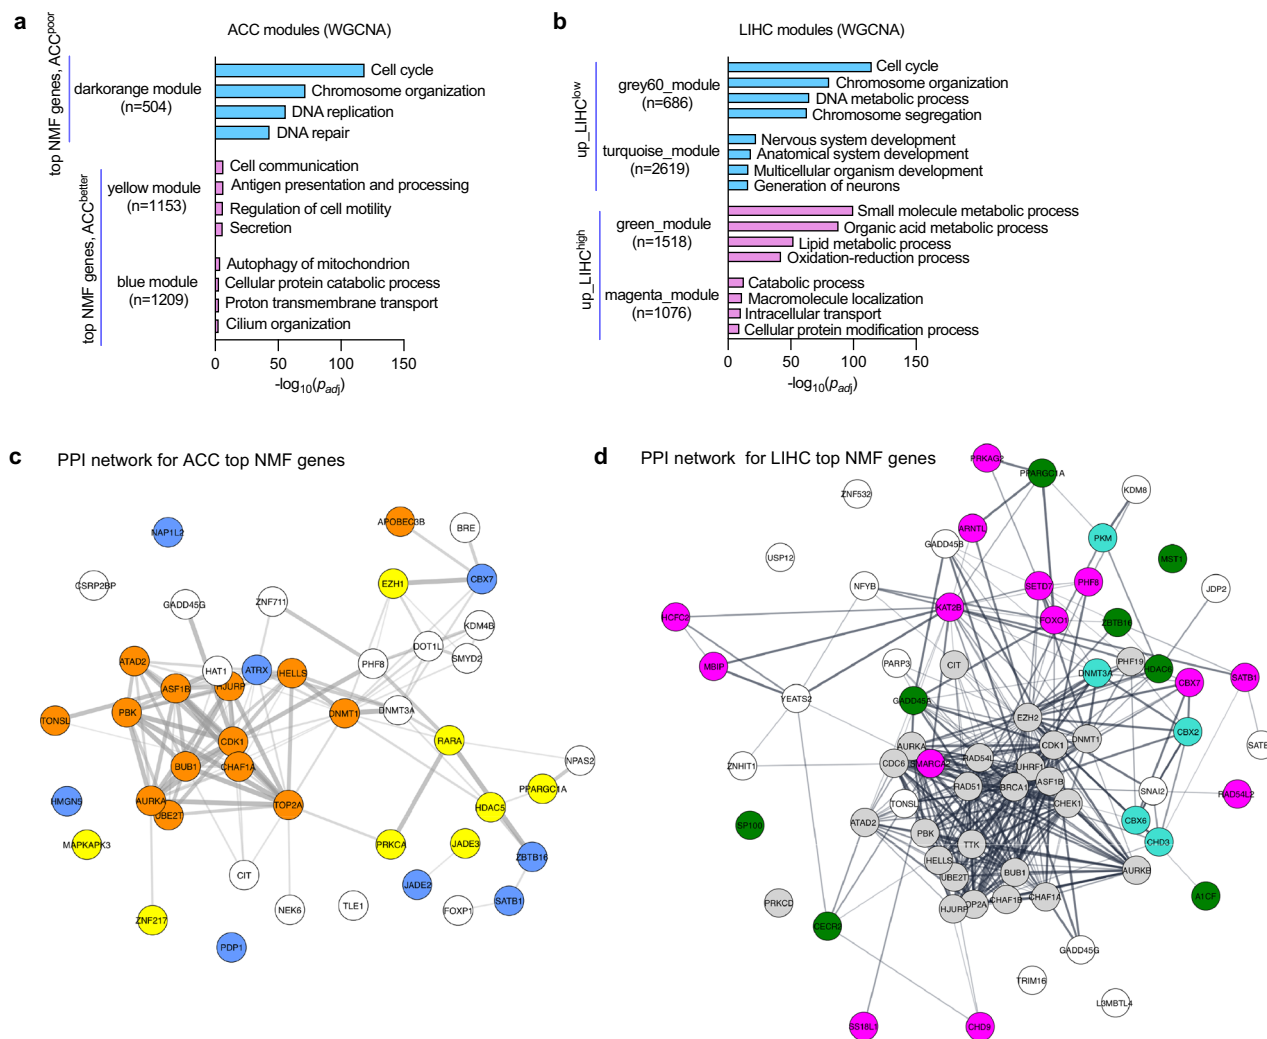 a
ACC modules (WGCNA)
top NMF genes, ACCpoor
darkorange module
(n=504)
Cell cycle
Chromosome organization
DNA replication
DNA repair
top NMF genes, ACCbetter
yellow module
(n=1153)
Cell communication
Antigen presentation and processing
Regulation of cell motility
Secretion
blue module
(n=1209)
Autophagy of mitochondrion
Cellular protein catabolic process
Proton transmembrane transport
Cilium organization
0 50 100 150
-log10(padj)
b
LIHC modules (WGCNA)
up_LIHClow
grey60_module
(n=686)
Cell cycle
Chromosome organization
DNA metabolic process
Chromosome segregation
turquoise_module
(n=2619)
Nervous system development
Anatomical system development
Multicellular organism development
Generation of neurons
up_LIHChigh
green_module
(n=1518)
Small molecule metabolic process
Organic acid metabolic process
Lipid metabolic process
Oxidation-reduction process
magenta_module
(n=1076)
Catabolic process
Macromolecule localization
Intracellular transport
Cellular protein modification process
0 50 100 150
-log10(padj)
c
PPI network for ACC top NMF genes
APOBEC3B
BRE
NAP1L2
CSRP2BP
EZH1
CBX7
GADD45G
ZNF711
KDM4B
DOT1L
SMYD2
ATAD2
HAT1
ATRX
HELLS
PHF8
ASF1B
HJURP
PBK
TONSL
DNMT1
DNMT3A
CDK1
RARA
BUB1
CHAF1A
NPAS2
PPARGC1A
HMGN5
AURKA
UBE2T
TOP2A
HDAC5
MAPKAPK3
PRKCA
JADE3
ZBTB16
CIT
JADE2
SATB1
ZNF217
NEK6
TLE1
FOXP1
PDP1
d
PPI network for LIHC top NMF genes
PRKAG2
PPARGC1A
ZNF532
KDM8
ARNTL
GADD45B
PKM
USP12
MST1
NFYB
SETD7
PHF8
JDP2
HCFC2
KAT2B
FOXO1
ZBTB16
MBIP
PARP3
CIT
PHF19
HDAC6
DNMT3A
SATB1
CBX7
YEATS2
GADD45A
EZH2
CBX2
AURKA
CDK1
DNMT1
SATB
ZNHIT1
CDC6
SMARCA2
RAD54L
UHRF1
RAD51
BRCA1
ASF1B
SNAI2
RAD54L2
TONSL
CHEK1
ATAD2
CBX6
SP100
PBK
TTK
CHD3
HELLS
UBE2T
BUB1
AURKB
PRKCD
HJURP
OP2A
CHAF1B
CHAF1A
A1CF
CECR2
GADD45G
TRIM16
L3MBTL4
SS18L1
CHD9